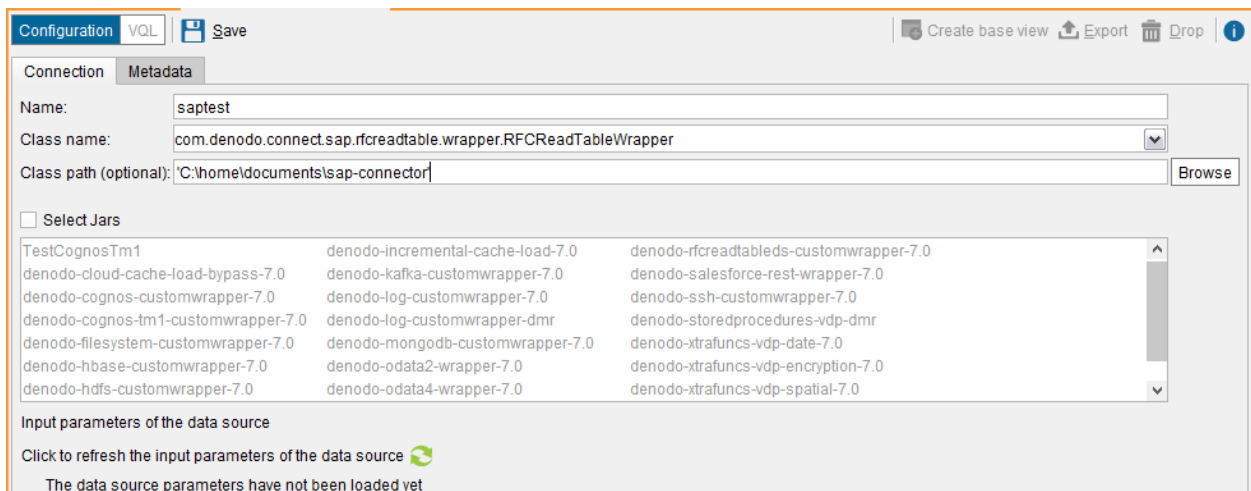 Configuration VQL Save Create base view Export Drop
Connection Metadata
Name: saptest
Class name: com.denodo.connect.sap.rfcreadtable.wrapper.RFCReadTableWrapper
Class path (optional): 'C:\home\documents\sap-connector' Browse
Select Jars
TestCognosTm1 denodo-incremental-cache-load-7.0 denodo-rfcreadtableds-customwrapper-7.0
denodo-cloud-cache-load-bypass-7.0 denodo-kafka-customwrapper-7.0 denodo-salesforce-rest-wrapper-7.0
denodo-cognos-customwrapper-7.0 denodo-log-customwrapper-7.0 denodo-ssh-customwrapper-7.0
denodo-cognos-tm1-customwrapper-7.0 denodo-log-customwrapper-dmr denodo-storedprocedures-vdp-dmr
denodo-filesystem-customwrapper-7.0 denodo-mongodb-customwrapper-7.0 denodo-xtrafuncs-vdp-date-7.0
denodo-hbase-customwrapper-7.0 denodo-odata2-wrapper-7.0 denodo-xtrafuncs-vdp-encryption-7.0
denodo-hdfs-customwrapper-7.0 denodo-odata4-wrapper-7.0 denodo-xtrafuncs-vdp-spatial-7.0
Input parameters of the data source
Click to refresh the input parameters of the data source
The data source parameters have not been loaded yet